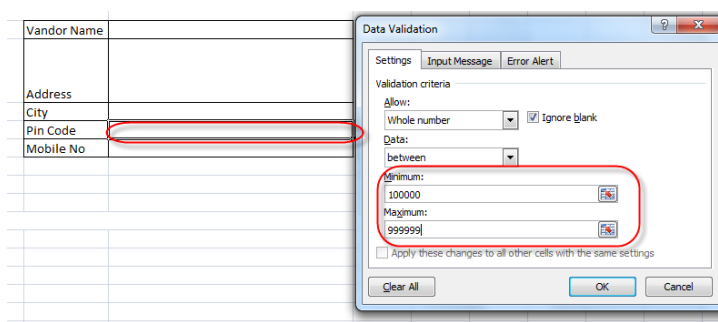 Vandor Name
Address
City
Pin Code
Mobile No
Data Validation
Settings Input Message Error Alert
Validation criteria
Allow:
Whole number Ignore blank
Data:
between
Minimum:
100000
Maximum:
999999
Apply these changes to all other cells with the same settings
Clear All OK Cancel